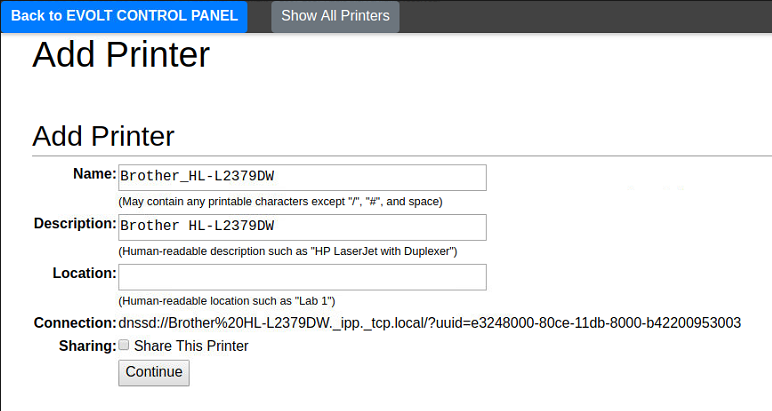 Back to EVOLT CONTROL PANEL Show All Printers
Add Printer
Add Printer
Name: Brother_HL-L2379DW
(May contain any printable characters except "/", "#", and space)
Description: Brother HL-L2379DW
(Human-readable description such as "HP LaserJet with Duplexer")
Location:
(Human-readable location such as "Lab 1")
Connection: dnssd://Brother%20HL-L2379DW._ipp._tcp.local/?uuid=e3248000-80ce-11db-8000-b42200953003
Sharing: Share This Printer
Continue